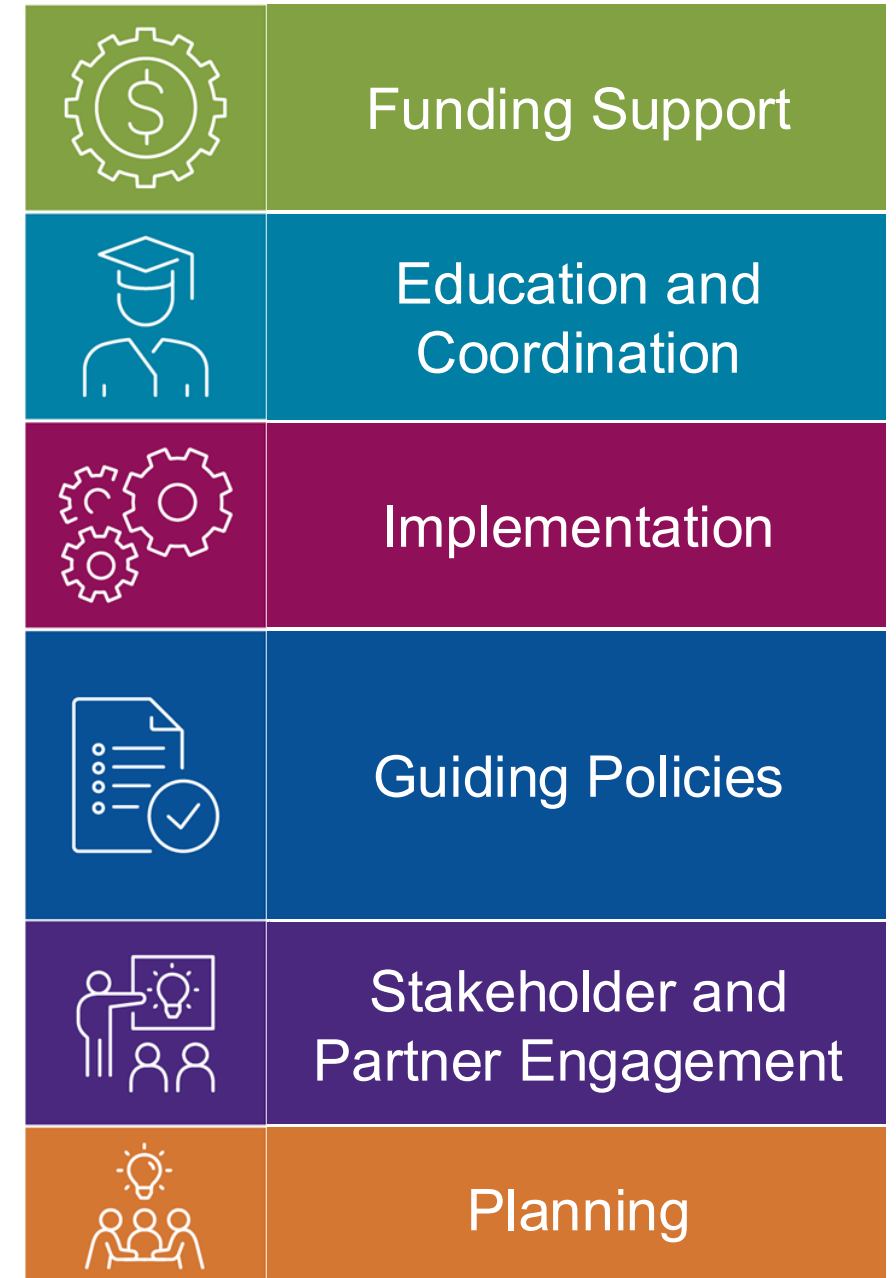 $
Funding Support
Education and
Coordination
Implementation
Guiding Policies
Stakeholder and
Partner Engagement
Planning